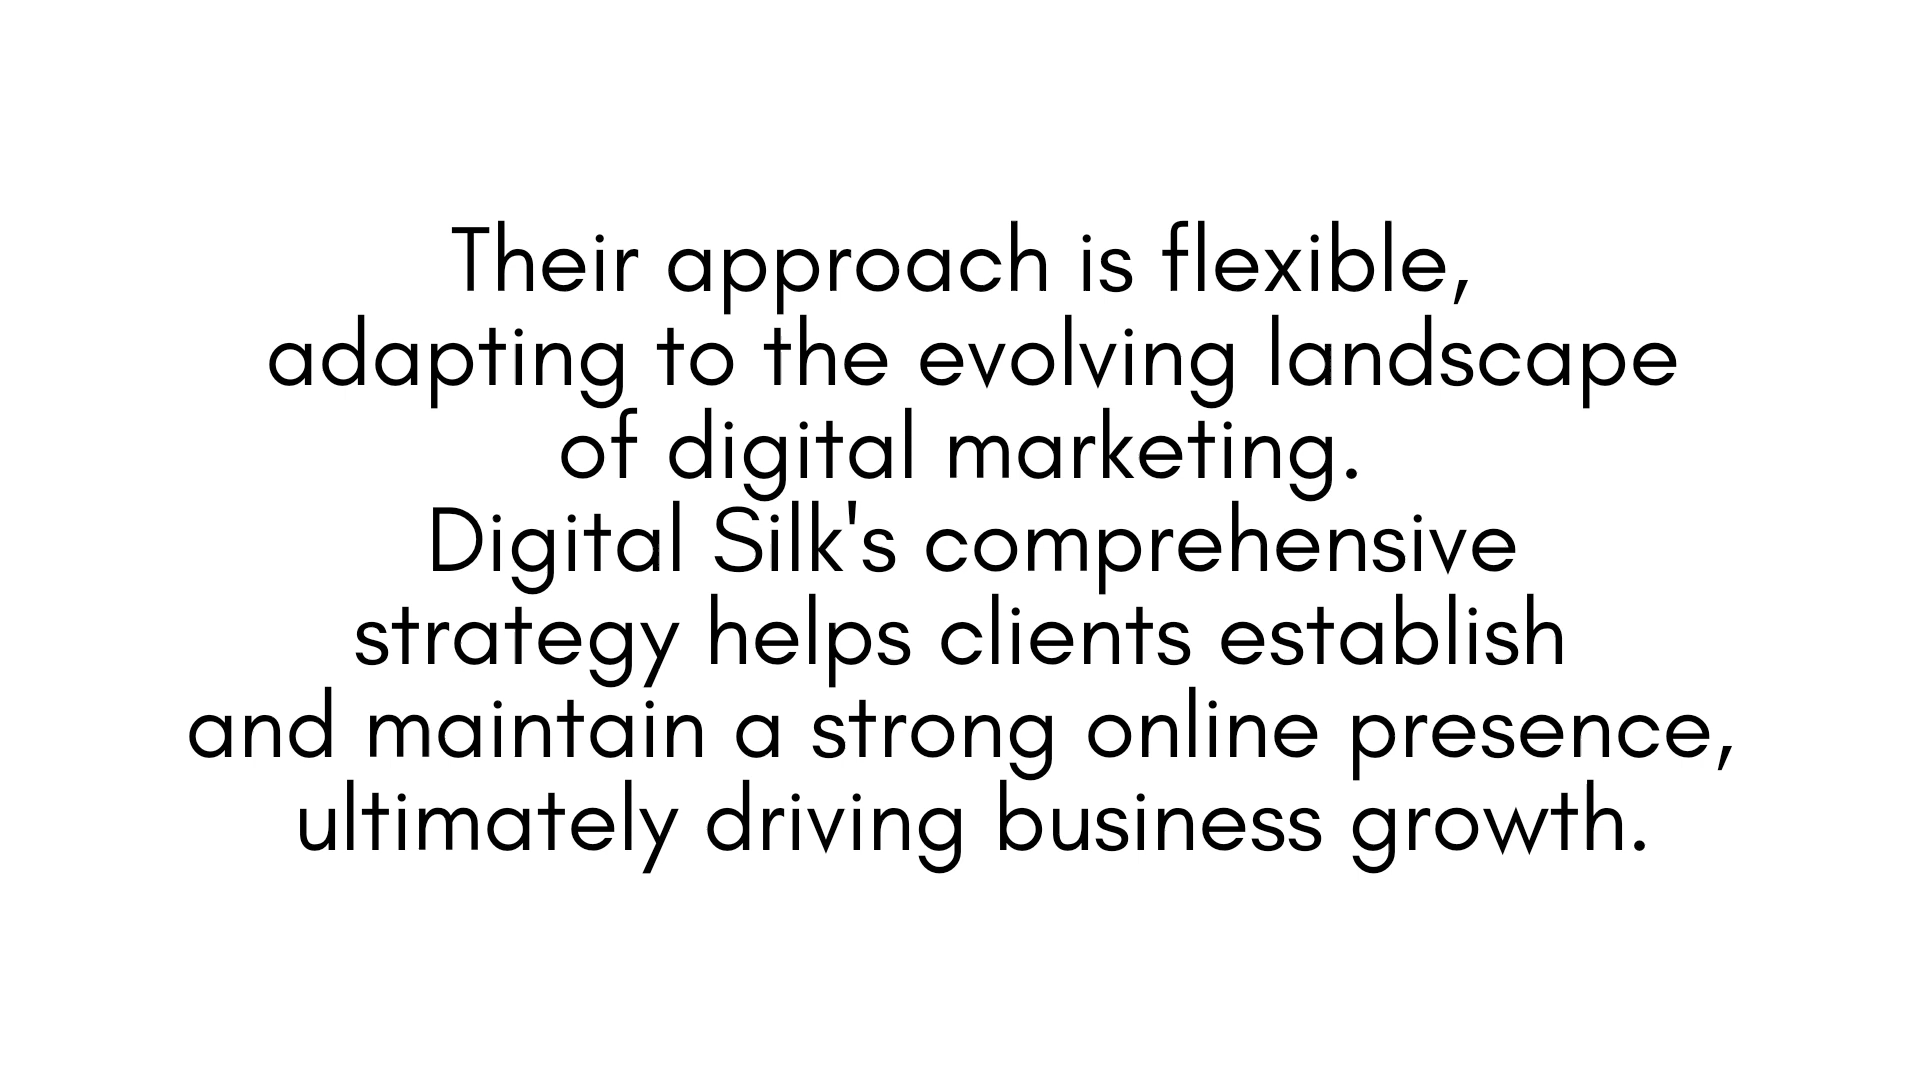 Their approach is flexible,
adapting to the evolving landscape
of digital marketing.
Digital Silk's comprehensive
strategy helps clients establish
and maintain a strong online presence,
ultimately driving business growth.